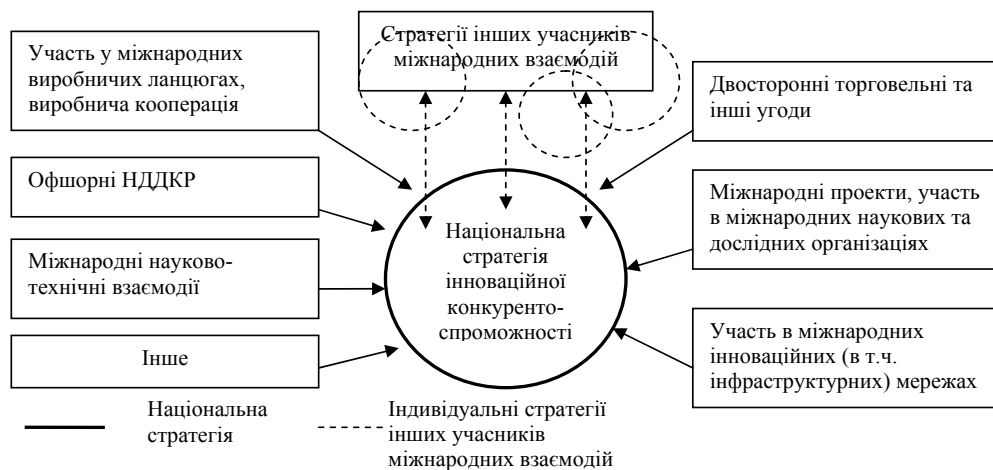 Стратегії інших учасників
міжнародних взаємодій
Участь у міжнародних
виробничих ланцюгах,
виробнича кооперація
Офшорні НДДКР
Міжнародні науково-
технічні взаємодії
Інше
Національна
стратегія
інноваційної
конкуренто-
спроможності
Двосторонні торговельні та
інші угоди
Міжнародні проекти, участь
в міжнародних наукових та
дослідних організаціях
Участь в міжнародних
інноваційних (в т.ч.
інфраструктурних) мережах
Національна
стратегія
Індивідуальні стратегії
інших учасників
міжнародних взаємодій